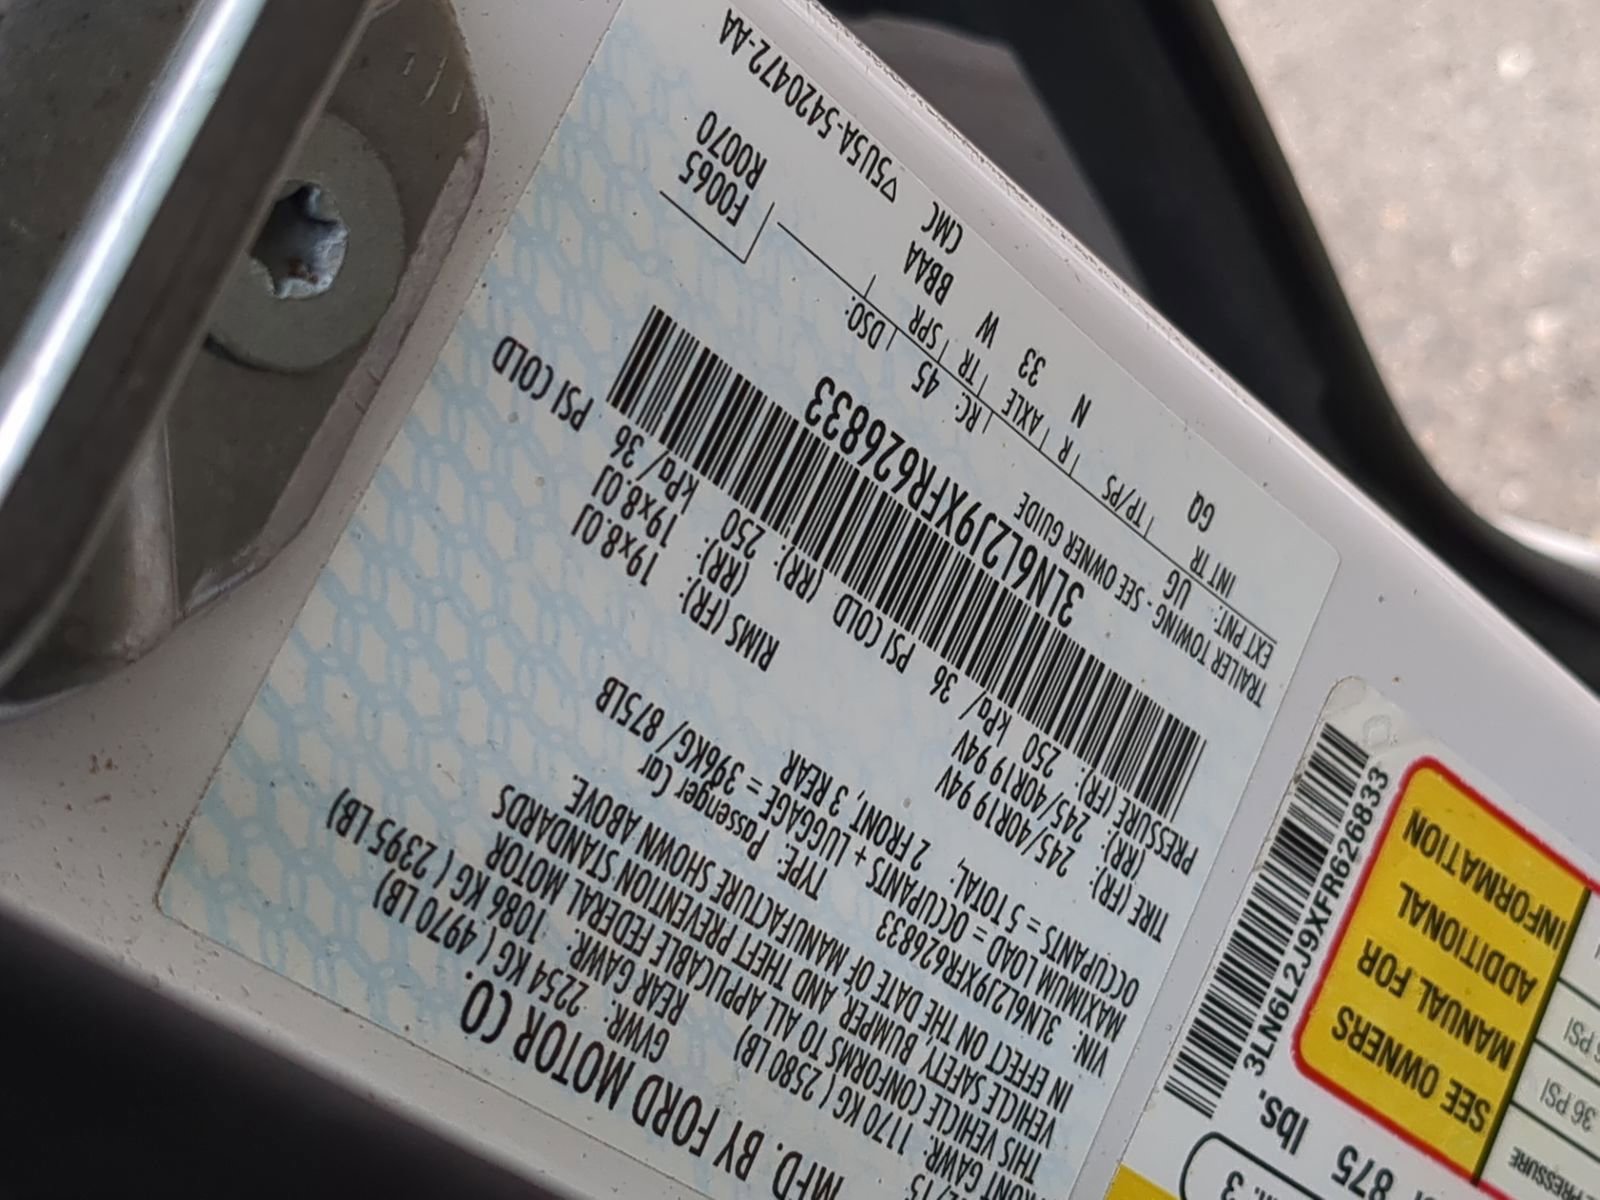 MFD. BY FORD MOTOR CO.
2/15
GVWR: 2254 KG ( 4970 LB)
FRONT GAWR: 1170 KG ( 2580 LB)
REAR GAWR: 1086 KG ( 2395 LB)
THIS VEHICLE CONFORMS TO ALL APPLICABLE FEDERAL MOTOR
VEHICLE SAFETY, BUMPER, AND THEFT PREVENTION STANDARDS
IN EFFECT ON THE DATE OF MANUFACTURE SHOWN ABOVE.
VIN: 3LN6L2J9XFR626833
TYPE: Passenger Car
MAXIMUM LOAD = OCCUPANTS + LUGGAGE = 396KG/ 875LB
OCCUPANTS = 5 TOTAL, 2 FRONT, 3 REAR
TIRE (FR): 245/40R19 94V
RIMS (FR): 19x8.0J
(RR): 245/40R19 94V
(RR): 19x8.0J
PRESSURE (FR): 250 kPa/ 36 PSI COLD
(RR): 250 kPa/ 36 PSI COLD
3LN6L2J9XFR626833
TRAILER TOWING - SEE OWNER GUIDE
EXT PNT: UG
RC: 45
DSO:
F0065
R0070
INT TR
TP/PS
R
AXLE
TR
SPR
GQ
N
33
W
BBAA
CMC
▽5U5A-5420472-AA
3LN6L2J9XFR626833
SEE OWNERS
MANUAL FOR
ADDITIONAL
INFORMATION
3
875 lbs.
PRESSURE
36 PSI
PSI